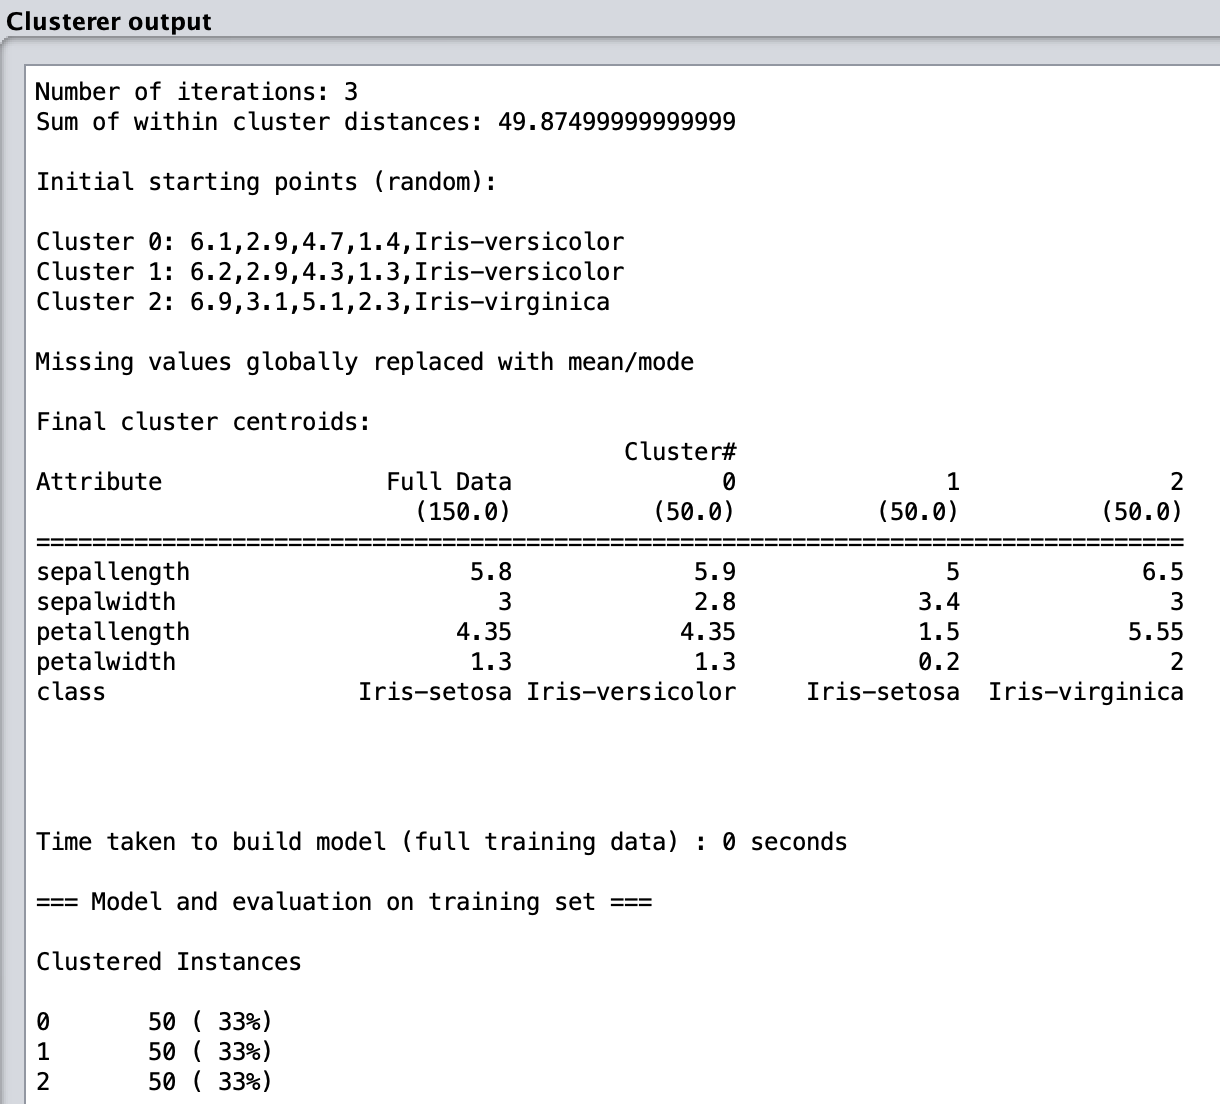 Clusterer output
Number of iterations: 3
Sum of within cluster distances: 49.87499999999999
Initial starting points (random):
Cluster 0: 6.1,2.9,4.7,1.4,Iris-versicolor
Cluster 1: 6.2,2.9,4.3,1.3,Iris-versicolor
Cluster 2: 6.9,3.1,5.1,2.3,Iris-virginica
Missing values globally replaced with mean/mode
Final cluster centroids:
Cluster#
Attribute Full Data 0 1 2
(150.0) (50.0) (50.0) (50.0)
==================================================================================
sepallength 5.8 5.9 5 6.5
sepalwidth 3 2.8 3.4 3
petallength 4.35 4.35 1.5 5.55
petalwidth 1.3 1.3 0.2 2
class Iris-setosa Iris-versicolor Iris-setosa Iris-virginica
Time taken to build model (full training data) : 0 seconds
=== Model and evaluation on training set ===
Clustered Instances
0 50 ( 33%)
1 50 ( 33%)
2 50 ( 33%)